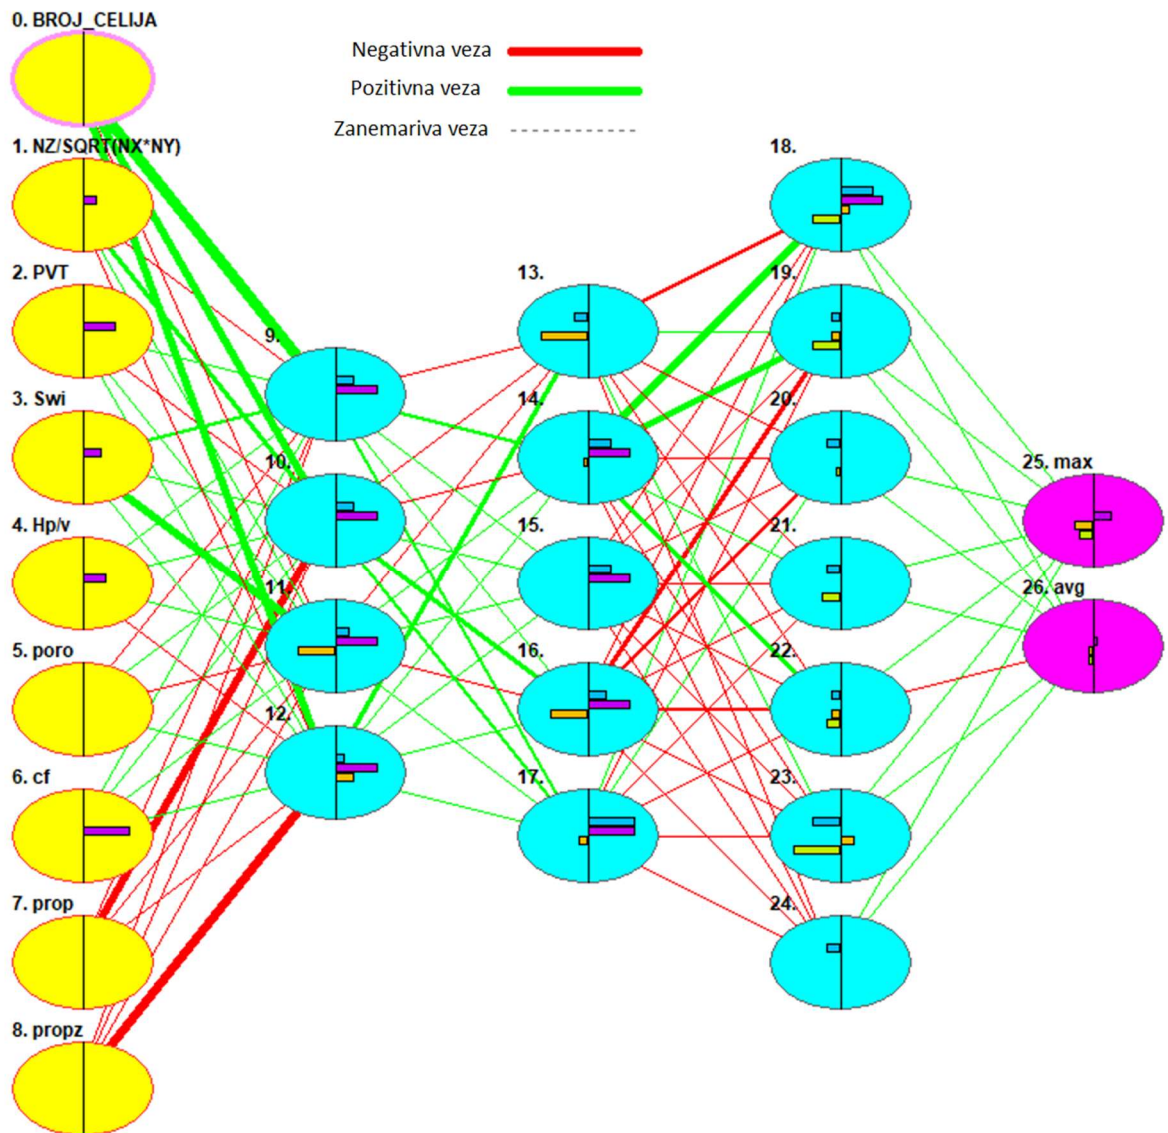 0. BROJ_CELIJA
Negativna veza
Pozitivna veza
Zanemariva veza
1. NZ/SQRT(NX*NY)
2. PVT
3. Swi
4. Hp/v
5. poro
6. cf
7. prop
8. propz
9.
10.
11.
12.
13.
14.
15.
16.
17.
18.
19.
20.
21.
22.
23.
24.
25. max
26. avg